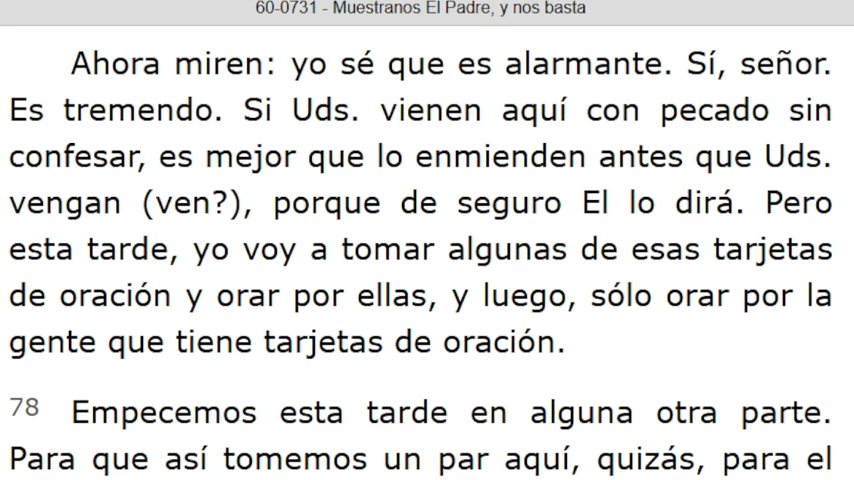 60-0731 - Muestranos El Padre, y nos basta
Ahora miren: yo sé que es alarmante. Sí, señor.
Es tremendo. Si Uds. vienen aquí con pecado sin
confesar, es mejor que lo enmienden antes que Uds.
vengan (ven?), porque de seguro El lo dirá. Pero
esta tarde, yo voy a tomar algunas de esas tarjetas
de oración y orar por ellas, y luego, sólo orar por la
gente que tiene tarjetas de oración.
78 Empecemos esta tarde en alguna otra parte.
Para que así tomemos un par aquí, quizás, para el